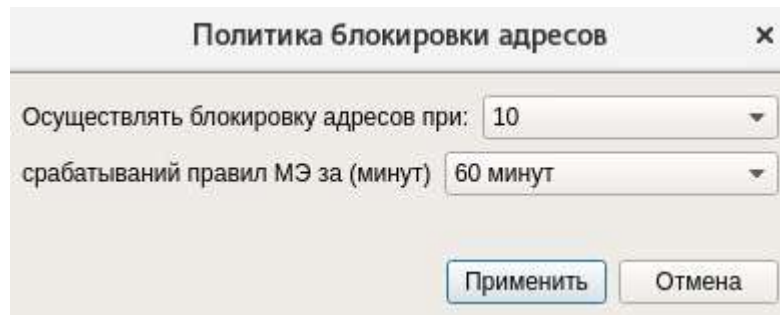 Политика блокировки адресов
Осуществлять блокировку адресов при: 10
срабатываний правил МЭ за (минут) 60 минут
Применить Отмена